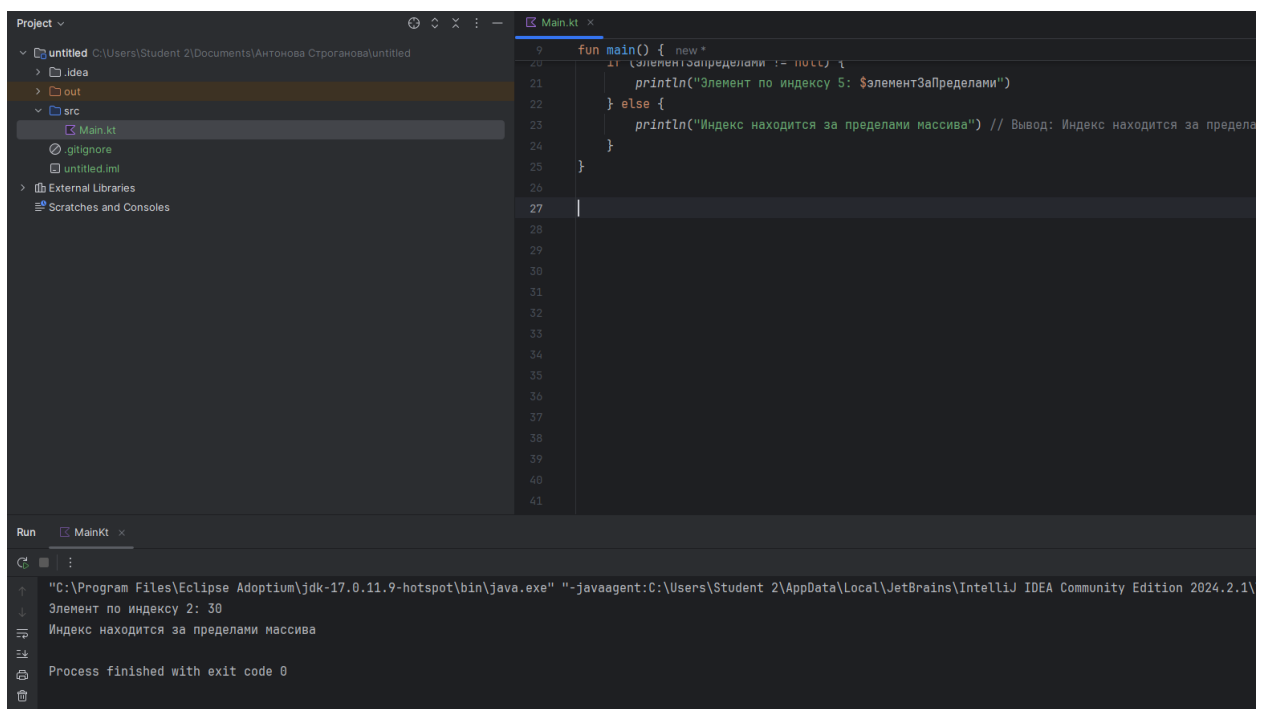 Project
untitled C:\Users\Student 2\Documents\Антонова Строганова\untitled
.idea
out
src
Main.kt
.gitignore
untitled.iml
External Libraries
Scratches and Consoles
Main.kt
9 fun main() { new *
20 if (элементЗаПределами != null) {
21 println("Элемент по индексу 5: $элементЗаПределами")
22 } else {
23 println("Индекс находится за пределами массива") // Вывод: Индекс находится за предела
24 }
25 }
26
27
28
29
30
31
32
33
34
35
36
37
38
39
40
41
Run MainKt
"C:\Program Files\Eclipse Adoptium\jdk-17.0.11.9-hotspot\bin\java.exe" "-javaagent:C:\Users\Student 2\AppData\Local\JetBrains\IntelliJ IDEA Community Edition 2024.2.1\
Элемент по индексу 2: 30
Индекс находится за пределами массива
Process finished with exit code 0